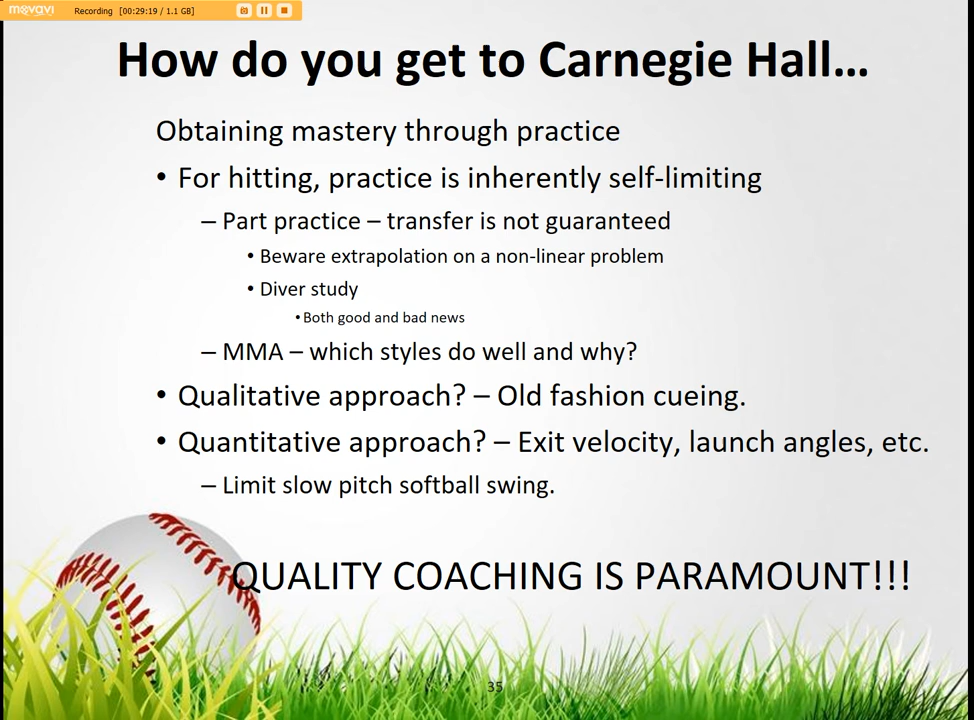 movavi Recording [00:29:19 / 1.1 GB]
How do you get to Carnegie Hall...
Obtaining mastery through practice
• For hitting, practice is inherently self-limiting
– Part practice – transfer is not guaranteed
• Beware extrapolation on a non-linear problem
• Diver study
• Both good and bad news
– MMA – which styles do well and why?
• Qualitative approach? – Old fashion cueing.
• Quantitative approach? – Exit velocity, launch angles, etc.
– Limit slow pitch softball swing.
QUALITY COACHING IS PARAMOUNT!!!
35